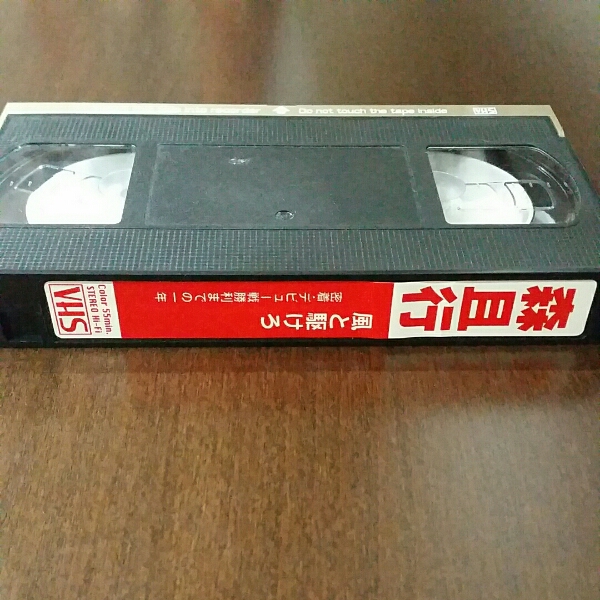 Do not touch the tape inside
森且行
風と駆けろ
密着・デビュー戦勝利までの一年
Color 55min.
STEREO Hi-Fi
VHS